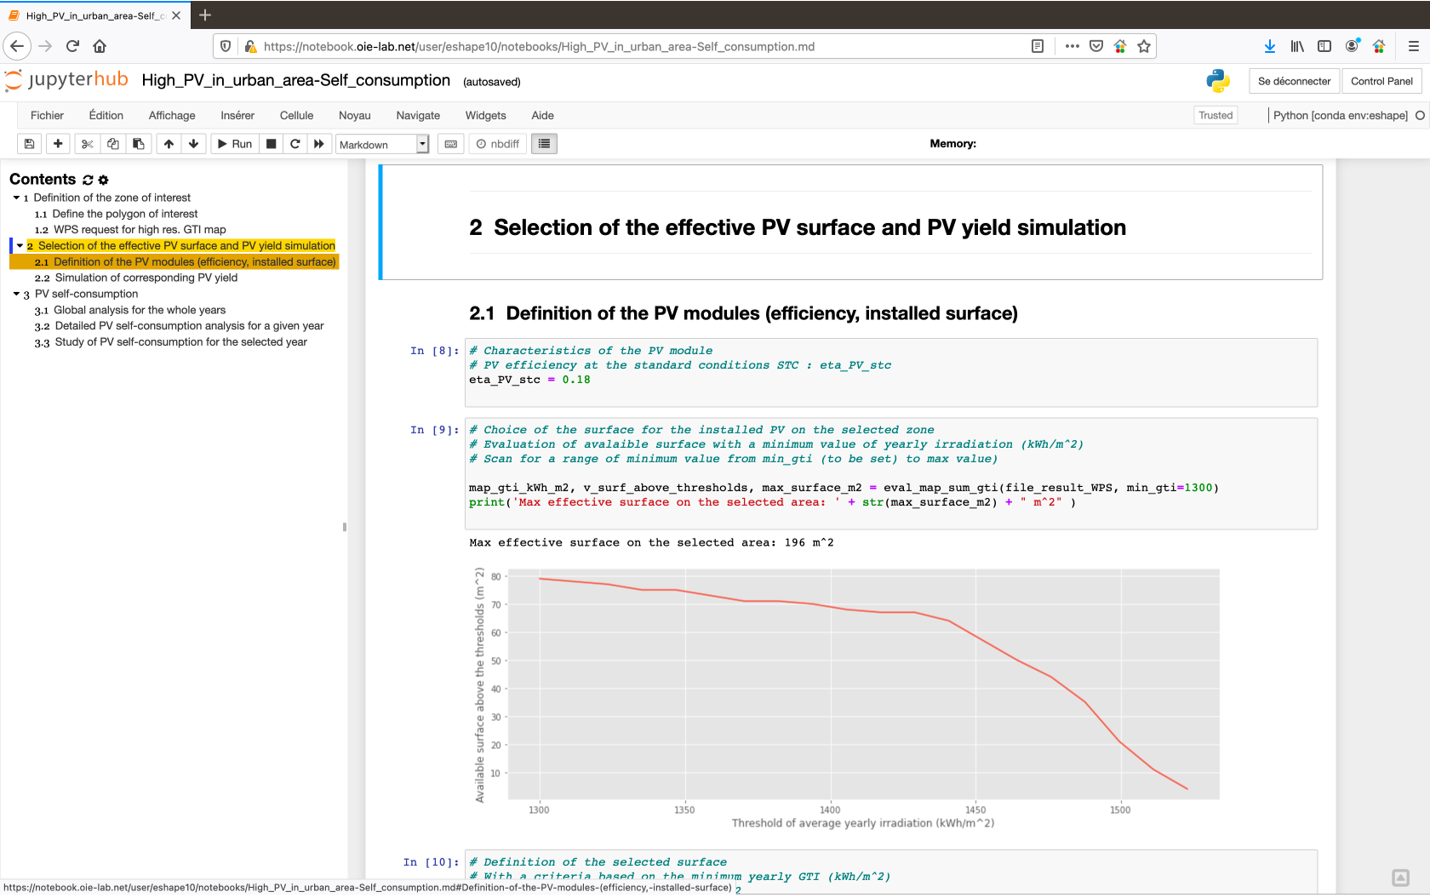 High_PV_in_urban_area-Self_c
https://notebook.oie-lab.net/user/eshape10/notebooks/High_PV_in_urban_area-Self_consumption.md
jupyterhub High_PV_in_urban_area-Self_consumption (autosaved)
Se déconnecter
Control Panel
Fichier Édition Affichage Insérer Cellule Noyau Navigate Widgets Aide
Trusted
Python [conda env:eshape]
Run
Markdown
nbdiff
Memory:
Contents
1 Definition of the zone of interest
1.1 Define the polygon of interest
1.2 WPS request for high res. GTI map
2 Selection of the effective PV surface and PV yield simulation
2.1 Definition of the PV modules (efficiency, installed surface)
2.2 Simulation of corresponding PV yield
3 PV self-consumption
3.1 Global analysis for the whole years
3.2 Detailed PV self-consumption analysis for a given year
3.3 Study of PV self-consumption for the selected year
2 Selection of the effective PV surface and PV yield simulation
2.1 Definition of the PV modules (efficiency, installed surface)
In [8]:
# Characteristics of the PV module
# PV efficiency at the standard conditions STC : eta_PV_stc
eta_PV_stc = 0.18
In [9]:
# Choice of the surface for the installed PV on the selected zone
# Evaluation of avalaible surface with a minimum value of yearly irradiation (kWh/m^2)
# Scan for a range of minimum value from min_gti (to be set) to max value)
map_gti_kWh_m2, v_surf_above_thresholds, max_surface_m2 = eval_map_sum_gti(file_result_WPS, min_gti=1300)
print('Max effective surface on the selected area: ' + str(max_surface_m2) + " m^2" )
Max effective surface on the selected area: 196 m^2
Available surface above the thresholds (m^2)
80
70
60
50
40
30
20
10
1300 1350 1400 1450 1500
Threshold of average yearly irradiation (kWh/m^2)
In [10]:
# Definition of the selected surface
# With a criteria based on the minimum yearly GTI (kWh/m^2)
https://notebook.oie-lab.net/user/eshape10/notebooks/High_PV_in_urban_area-Self_consumption.md#Definition-of-the-PV-modules-(efficiency,-installed-surface)